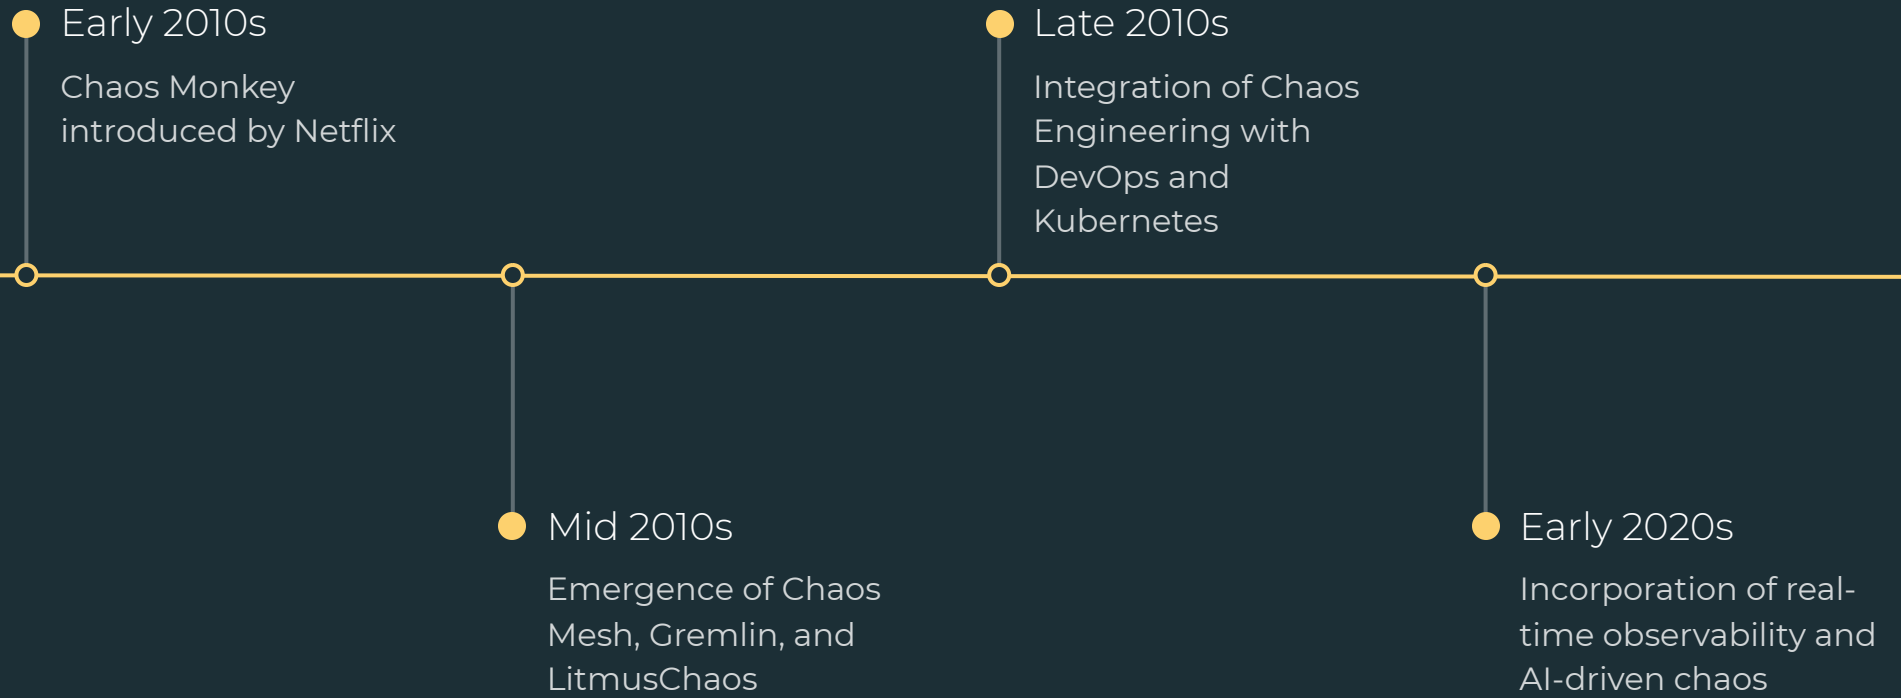 Early 2010s
Chaos Monkey
introduced by Netflix
Mid 2010s
Emergence of Chaos
Mesh, Gremlin, and
LitmusChaos
Late 2010s
Integration of Chaos
Engineering with
DevOps and
Kubernetes
Early 2020s
Incorporation of real-
time observability and
AI-driven chaos